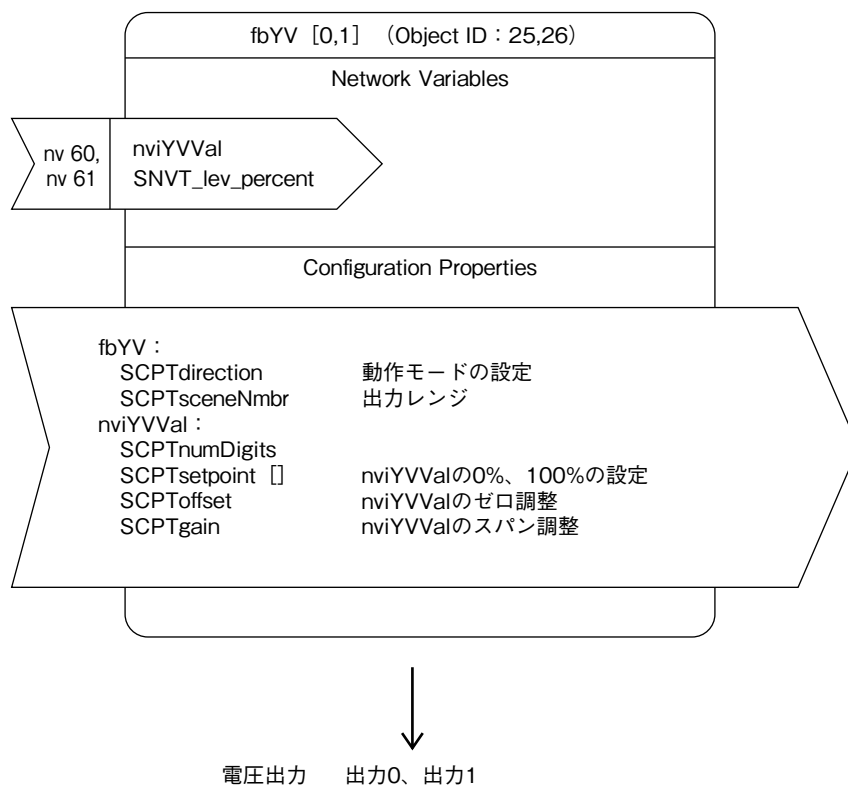 fbYV [0,1] （Object ID：25,26）
Network Variables
nv 60,
nv 61
nviYVVal
SNVT_lev_percent
Configuration Properties
fbYV：
SCPTdirection 動作モードの設定
SCPTsceneNmbr 出力レンジ
nviYVVal：
SCPTnumDigits
SCPTsetpoint [] nviYVValの0%、100%の設定
SCPToffset nviYVValのゼロ調整
SCPTgain nviYVValのスパン調整
電圧出力 出力0、出力1